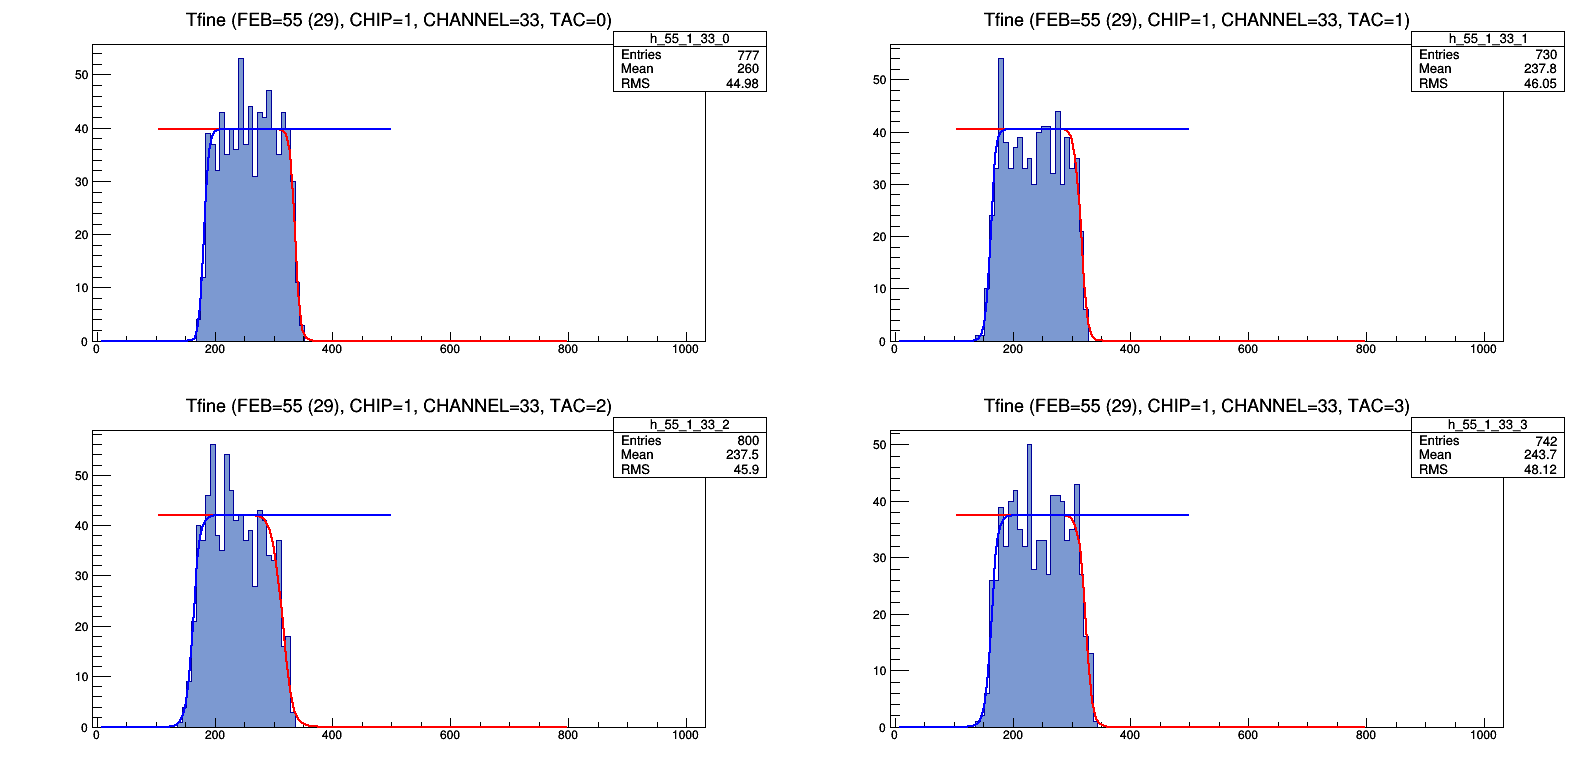 Tfine (FEB=55 (29), CHIP=1, CHANNEL=33, TAC=0)
h_55_1_33_0
Entries 777
Mean 260
RMS 44.98
50
40
30
20
10
0
0 200 400 600 800 1000
Tfine (FEB=55 (29), CHIP=1, CHANNEL=33, TAC=1)
h_55_1_33_1
Entries 730
Mean 237.8
RMS 46.05
50
40
30
20
10
0
0 200 400 600 800 1000
Tfine (FEB=55 (29), CHIP=1, CHANNEL=33, TAC=2)
h_55_1_33_2
Entries 800
Mean 237.5
RMS 45.9
50
40
30
20
10
0
0 200 400 600 800 1000
Tfine (FEB=55 (29), CHIP=1, CHANNEL=33, TAC=3)
h_55_1_33_3
Entries 742
Mean 243.7
RMS 48.12
50
40
30
20
10
0
0 200 400 600 800 1000